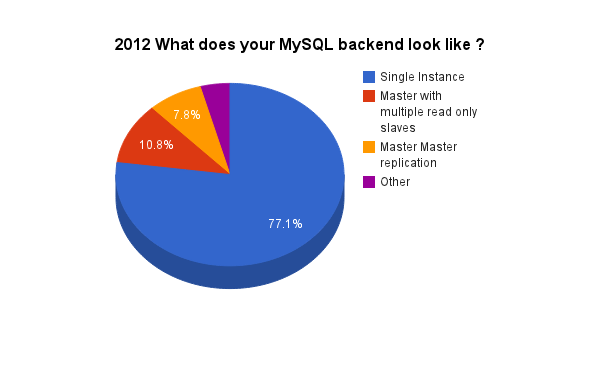 2012 What does your MySQL backend look like ?
Single Instance
Master with
multiple read only
slaves
Master Master
replication
Other
7.8%
10.8%
77.1%